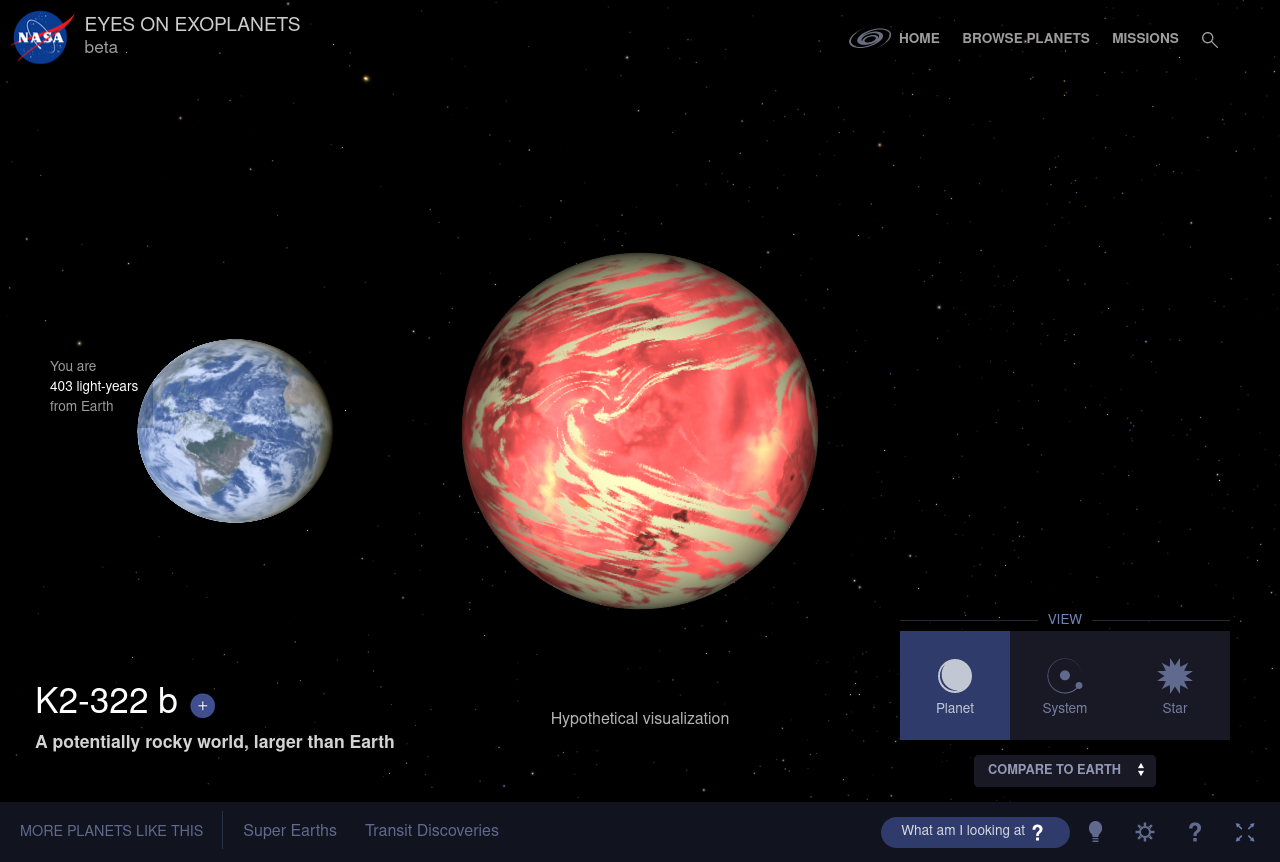 NASA
EYES ON EXOPLANETS
beta
HOME
BROWSE PLANETS
MISSIONS
You are
403 light-years
from Earth
K2-322 b +
A potentially rocky world, larger than Earth
Hypothetical visualization
VIEW
Planet
System
Star
COMPARE TO EARTH
MORE PLANETS LIKE THIS
Super Earths
Transit Discoveries
What am I looking at ?
?